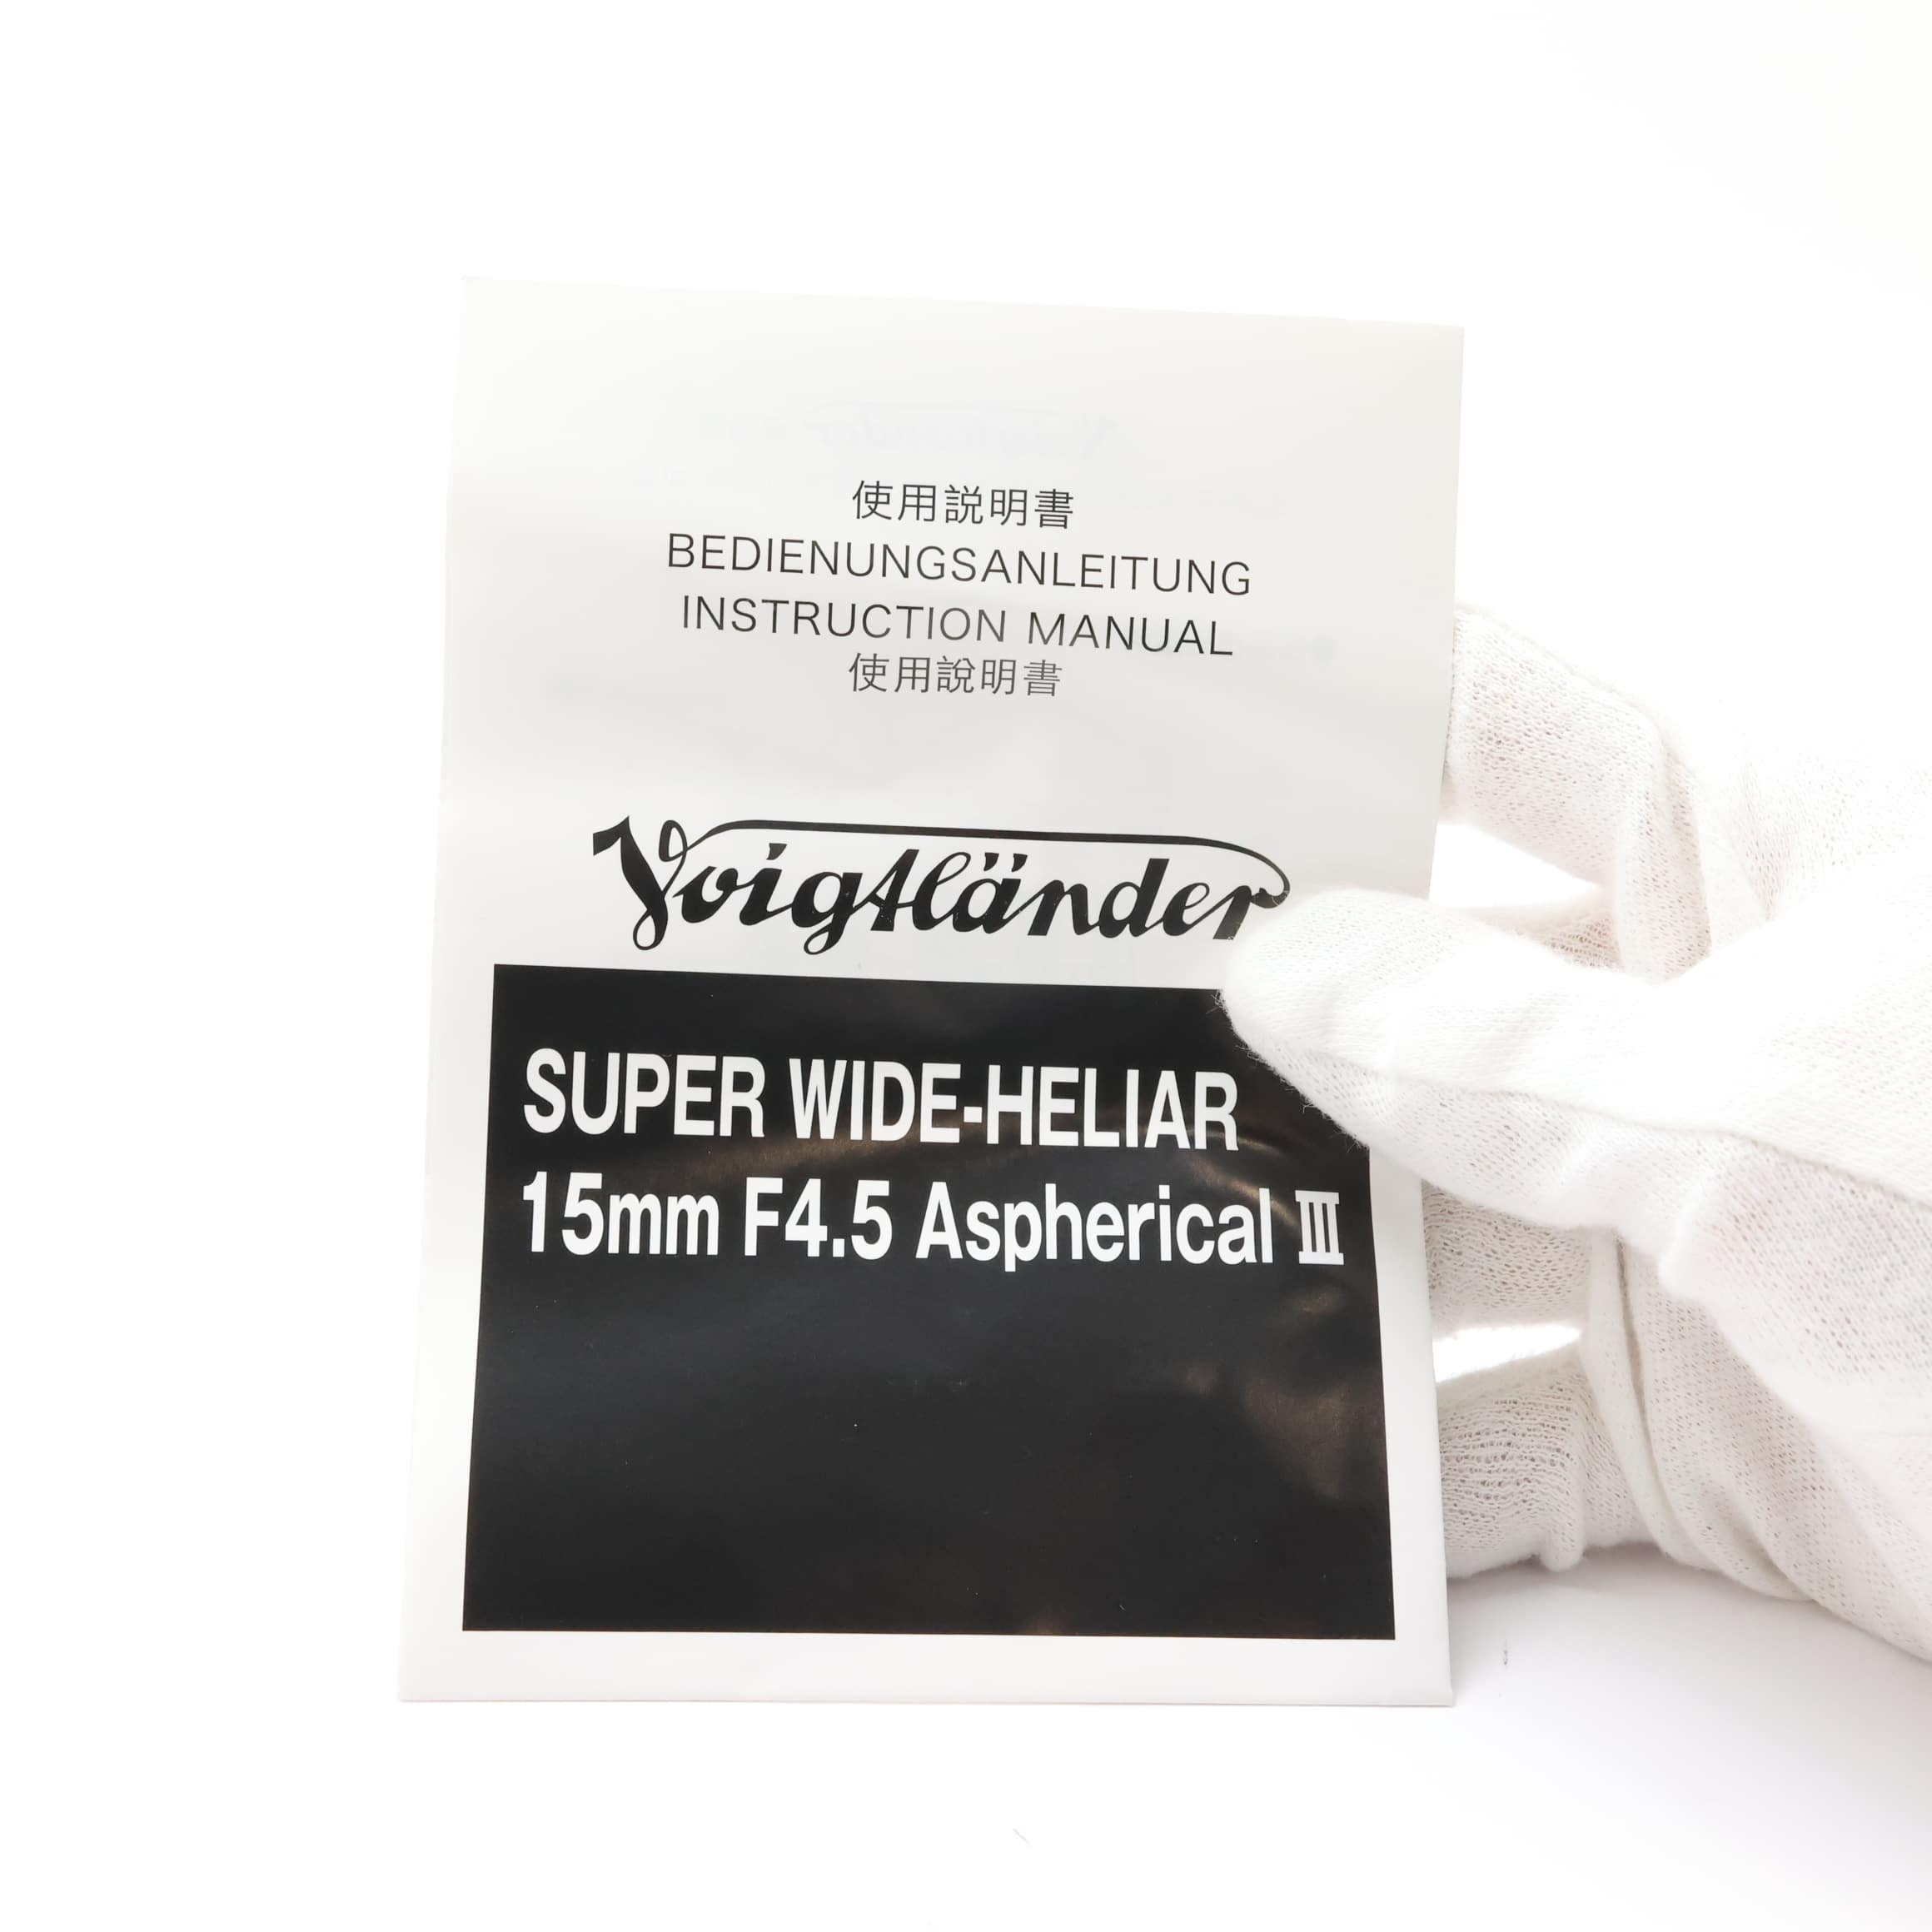 使用説明書
BEDIENUNGSANLEITUNG
INSTRUCTION MANUAL
使用說明書
Voigtländer
SUPER WIDE-HELIAR
15mm F4.5 Aspherical Ⅲ